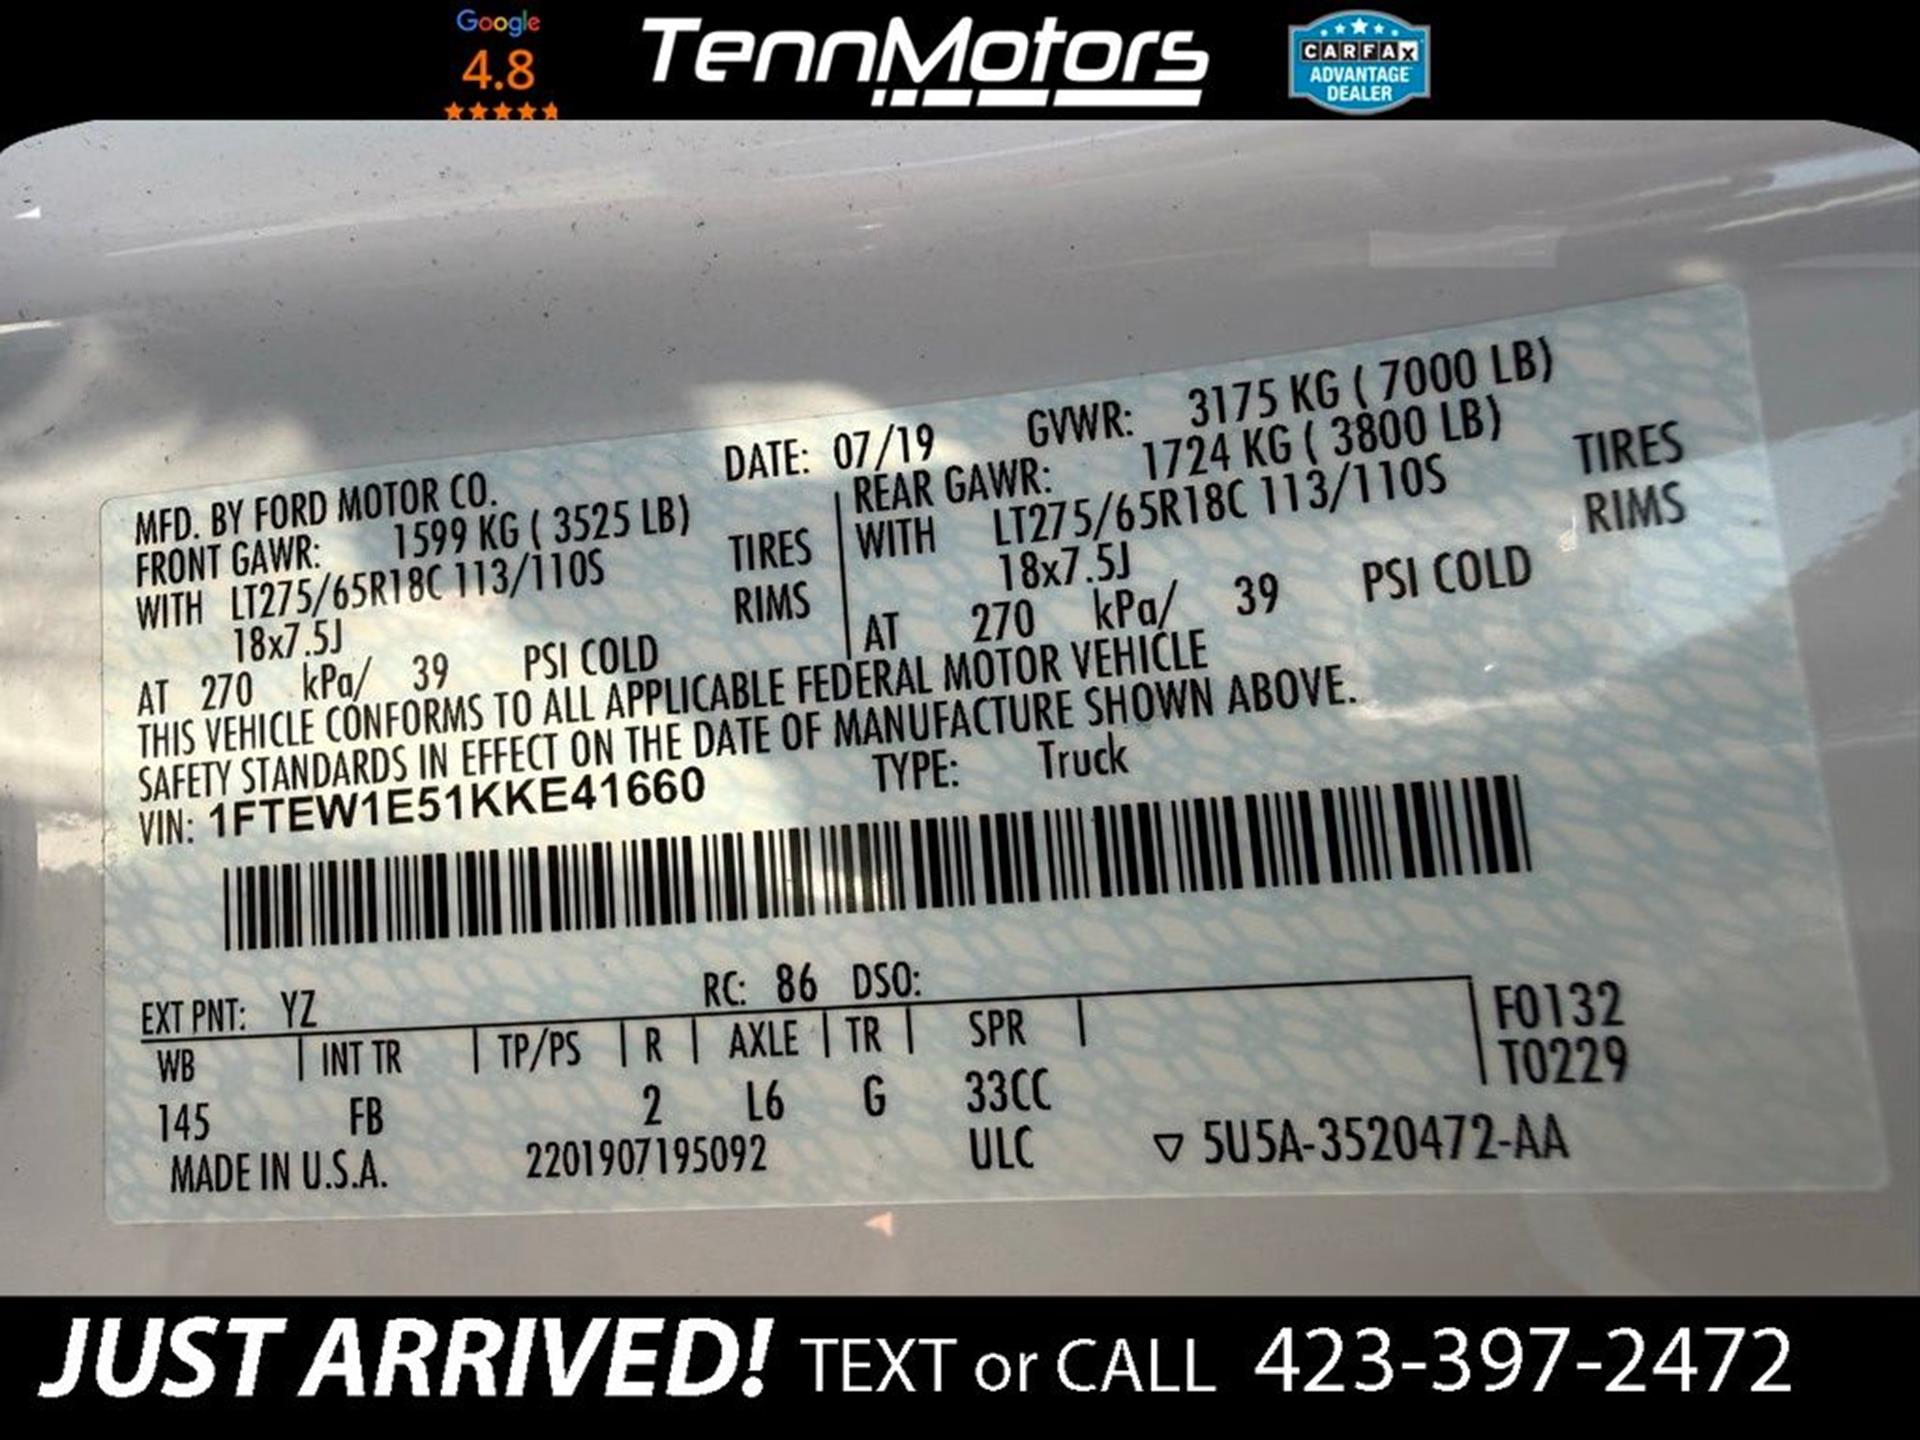 Google
4.8
TennMotors
CARFAX
ADVANTAGE
DEALER
MFD. BY FORD MOTOR CO.
DATE: 07/19 GVWR: 3175 KG ( 7000 LB)
FRONT GAWR: 1599 KG ( 3525 LB)
WITH LT275/65R18C 113/110S TIRES
18x7.5J RIMS
AT 270 kPa/ 39 PSI COLD
REAR GAWR: 1724 KG ( 3800 LB)
WITH LT275/65R18C 113/110S TIRES
18x7.5J RIMS
AT 270 kPa/ 39 PSI COLD
THIS VEHICLE CONFORMS TO ALL APPLICABLE FEDERAL MOTOR VEHICLE
SAFETY STANDARDS IN EFFECT ON THE DATE OF MANUFACTURE SHOWN ABOVE.
VIN: 1FTEW1E51KKE41660 TYPE: Truck
EXT PNT: YZ RC: 86 DSO:
WB INT TR TP/PS R AXLE TR SPR
145 FB 2 L6 G 33CC
F0132
T0229
MADE IN U.S.A. 2201907195092 ULC ▽ 5U5A-3520472-AA
JUST ARRIVED! TEXT or CALL 423-397-2472